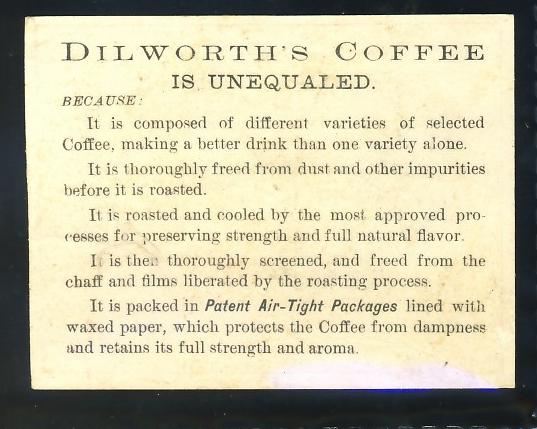 DILWORTH'S COFFEE
IS UNEQUALED.
BECAUSE:
It is composed of different varieties of selected
Coffee, making a better drink than one variety alone.
It is thoroughly freed from dust and other impurities
before it is roasted.
It is roasted and cooled by the most approved pro-
cesses for preserving strength and full natural flavor.
It is then thoroughly screened, and freed from the
chaff and films liberated by the roasting process.
It is packed in Patent Air-Tight Packages lined with
waxed paper, which protects the Coffee from dampness
and retains its full strength and aroma.